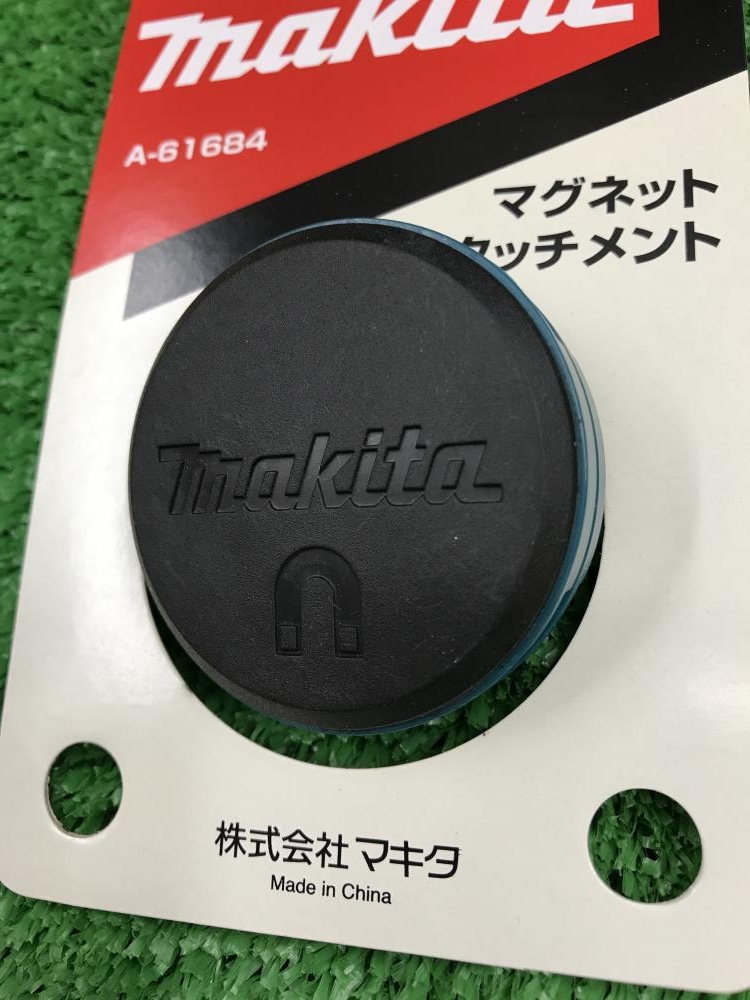 makita
A-61684
マグネット
タッチメント
makita
株式会社マキタ
Made in China